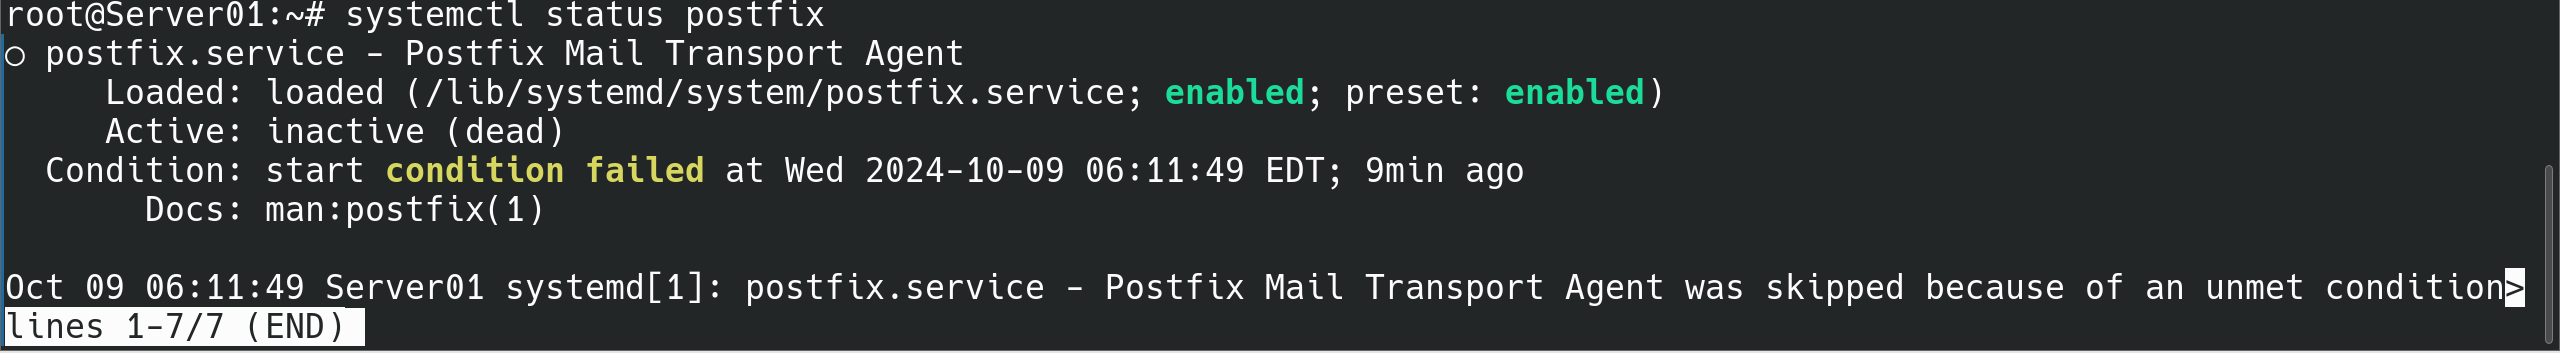 root@Server01:~# systemctl status postfix
○ postfix.service - Postfix Mail Transport Agent
     Loaded: loaded (/lib/systemd/system/postfix.service; enabled; preset: enabled)
     Active: inactive (dead)
  Condition: start condition failed at Wed 2024-10-09 06:11:49 EDT; 9min ago
       Docs: man:postfix(1)

Oct 09 06:11:49 Server01 systemd[1]: postfix.service - Postfix Mail Transport Agent was skipped because of an unmet condition>
lines 1-7/7 (END)